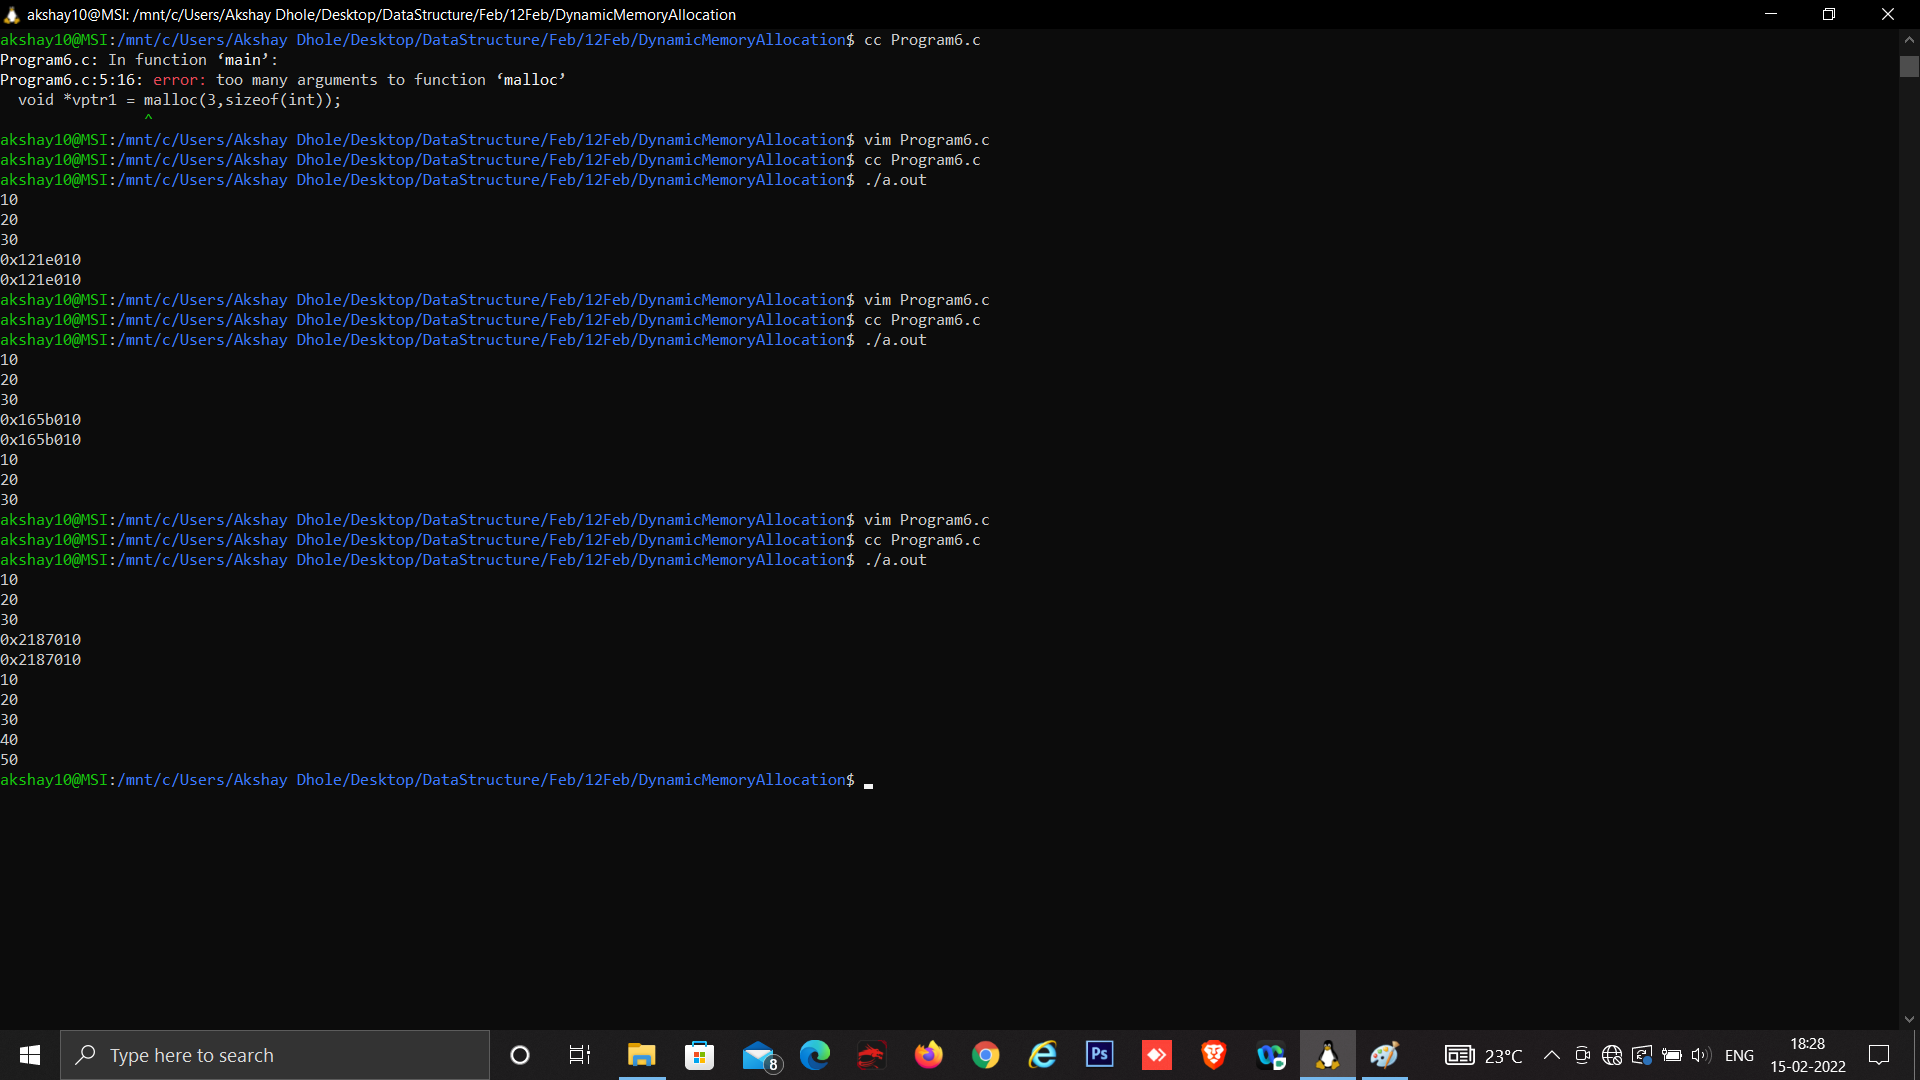 akshay10@MSI: /mnt/c/Users/Akshay Dhole/Desktop/DataStructure/Feb/12Feb/DynamicMemoryAllocation
akshay10@MSI:/mnt/c/Users/Akshay Dhole/Desktop/DataStructure/Feb/12Feb/DynamicMemoryAllocation$ cc Program6.c
Program6.c: In function ‘main’:
Program6.c:5:16: error: too many arguments to function ‘malloc’
  void *vptr1 = malloc(3,sizeof(int));
                ^
akshay10@MSI:/mnt/c/Users/Akshay Dhole/Desktop/DataStructure/Feb/12Feb/DynamicMemoryAllocation$ vim Program6.c
akshay10@MSI:/mnt/c/Users/Akshay Dhole/Desktop/DataStructure/Feb/12Feb/DynamicMemoryAllocation$ cc Program6.c
akshay10@MSI:/mnt/c/Users/Akshay Dhole/Desktop/DataStructure/Feb/12Feb/DynamicMemoryAllocation$ ./a.out
10
20
30
0x121e010
0x121e010
akshay10@MSI:/mnt/c/Users/Akshay Dhole/Desktop/DataStructure/Feb/12Feb/DynamicMemoryAllocation$ vim Program6.c
akshay10@MSI:/mnt/c/Users/Akshay Dhole/Desktop/DataStructure/Feb/12Feb/DynamicMemoryAllocation$ cc Program6.c
akshay10@MSI:/mnt/c/Users/Akshay Dhole/Desktop/DataStructure/Feb/12Feb/DynamicMemoryAllocation$ ./a.out
10
20
30
0x165b010
0x165b010
10
20
30
akshay10@MSI:/mnt/c/Users/Akshay Dhole/Desktop/DataStructure/Feb/12Feb/DynamicMemoryAllocation$ vim Program6.c
akshay10@MSI:/mnt/c/Users/Akshay Dhole/Desktop/DataStructure/Feb/12Feb/DynamicMemoryAllocation$ cc Program6.c
akshay10@MSI:/mnt/c/Users/Akshay Dhole/Desktop/DataStructure/Feb/12Feb/DynamicMemoryAllocation$ ./a.out
10
20
30
0x2187010
0x2187010
10
20
30
40
50
akshay10@MSI:/mnt/c/Users/Akshay Dhole/Desktop/DataStructure/Feb/12Feb/DynamicMemoryAllocation$
Type here to search
8
Ps
23°C
ENG
18:28
15-02-2022